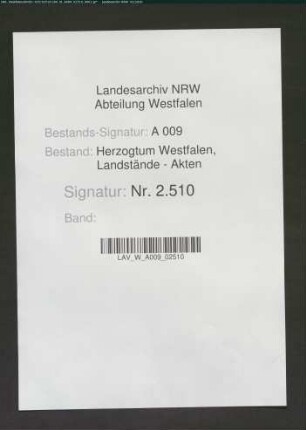 Landesarchiv NRW
Abteilung Westfalen
Bestands-Signatur: A 009
Bestand: Herzogtum Westfalen,
Landstände - Akten
Signatur: Nr. 2.510
Band:
LAV_W_A009_02510